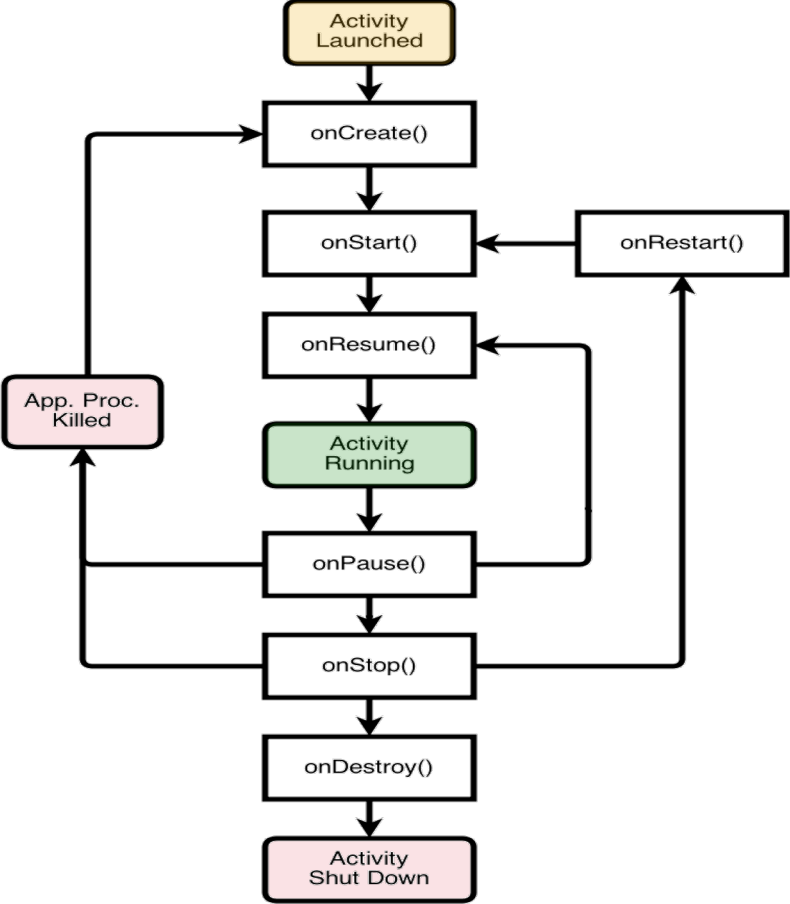 Activity
Launched
onCreate()
onStart()
onRestart()
onResume()
App. Proc.
Killed
Activity
Running
onPause()
onStop()
onDestroy()
Activity
Shut Down